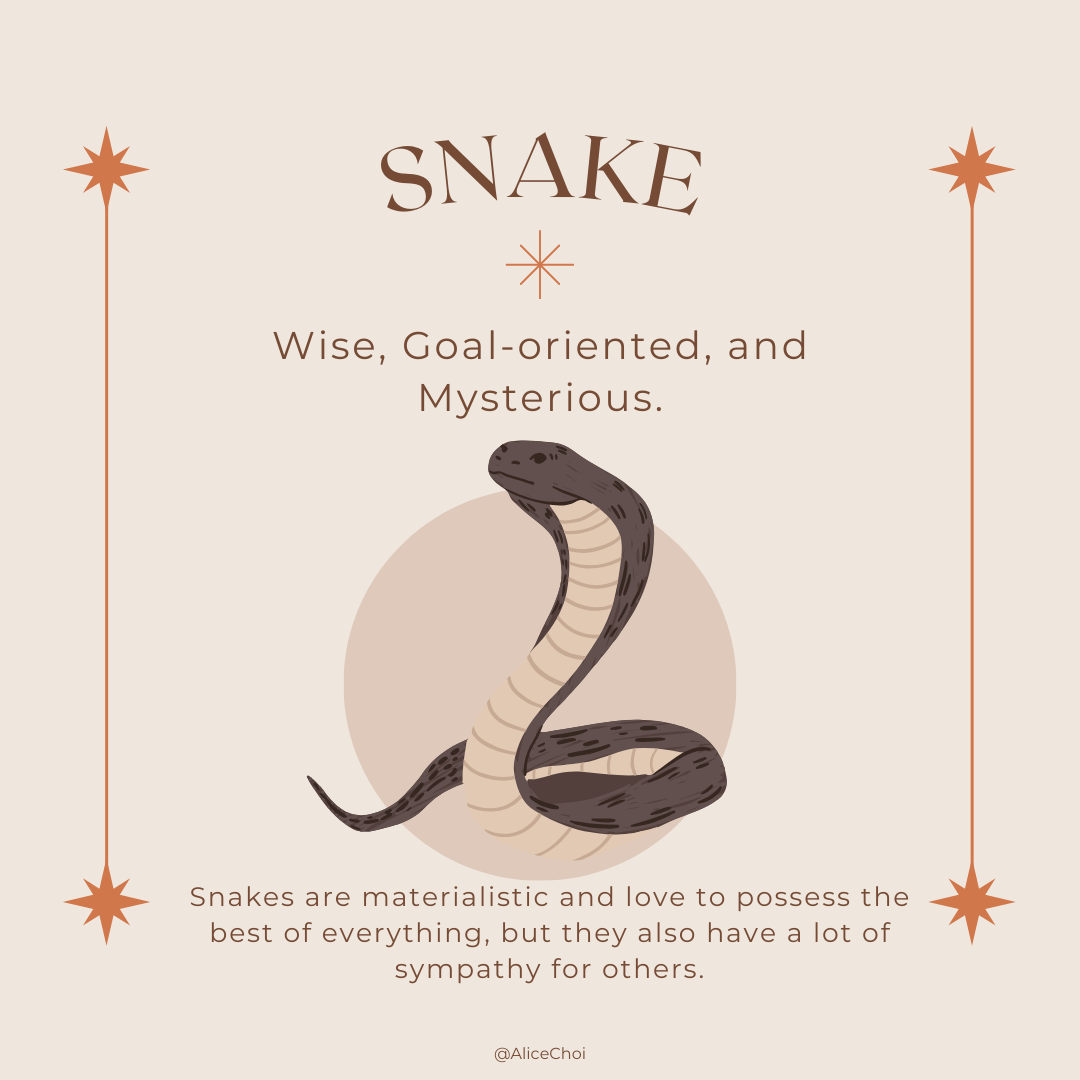 SNAKE
Wise, Goal-oriented, and
Mysterious.
Snakes are materialistic and love to possess the
best of everything, but they also have a lot of
sympathy for others.
@AliceChoi